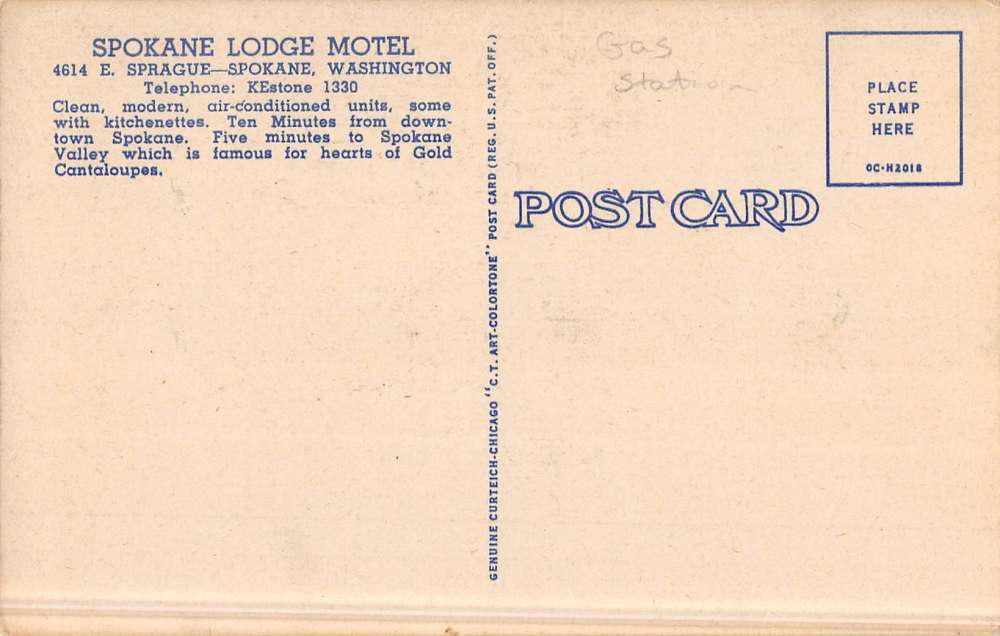 SPOKANE LODGE MOTEL
4614 E. SPRAGUE—SPOKANE, WASHINGTON
Telephone: KEstone 1330
Clean, modern, air-conditioned units, some
with kitchenettes. Ten Minutes from down-
town Spokane. Five minutes to Spokane
Valley which is famous for hearts of Gold
Cantaloupes.
GENUINE CURTEICH-CHICAGO "C.T. ART-COLORTONE" POST CARD (REG. U.S. PAT. OFF.)
Gas
Station
POST CARD
PLACE
STAMP
HERE
OC-H2018